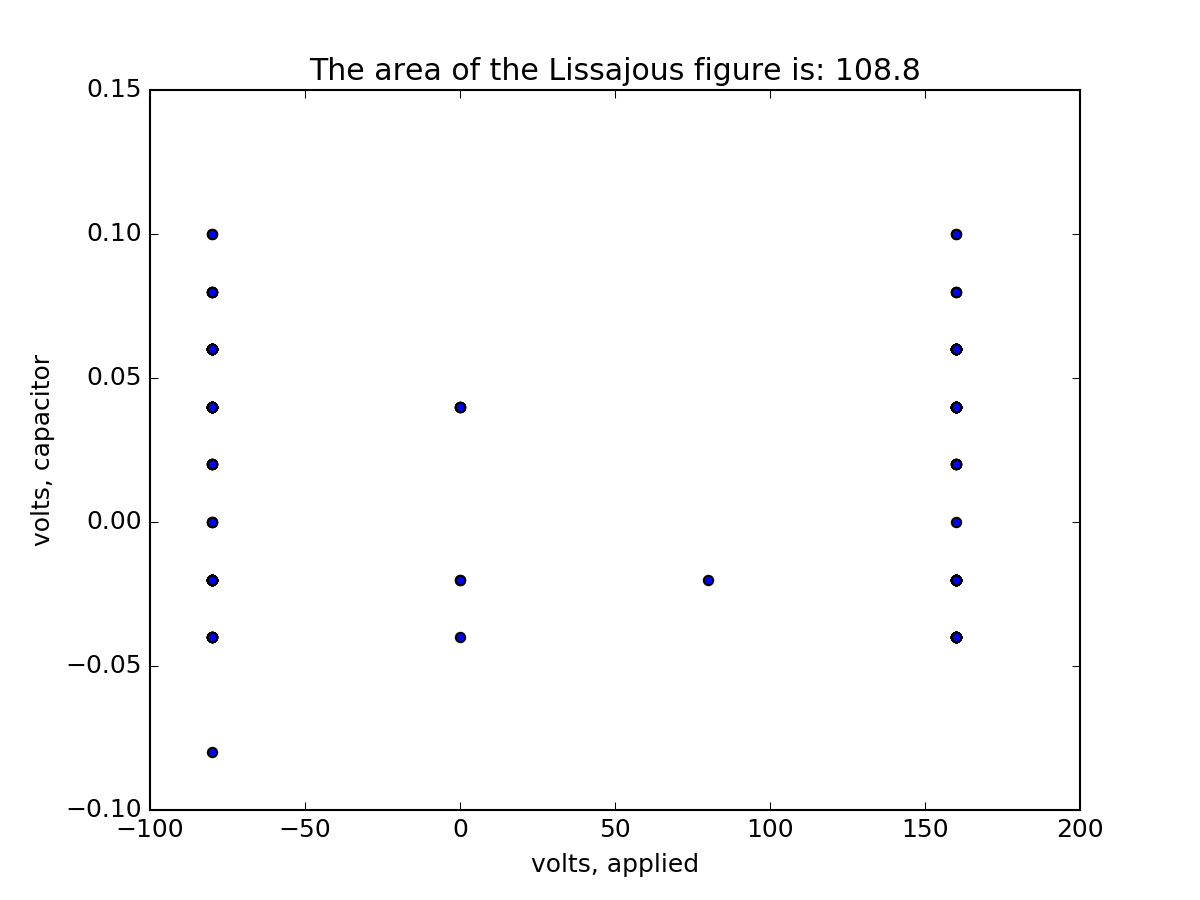 The area of the Lissajous figure is: 108.8
0.15
0.10
0.05
0.00
−0.05
−0.10
−100 −50 0 50 100 150 200
volts, capacitor
volts, applied